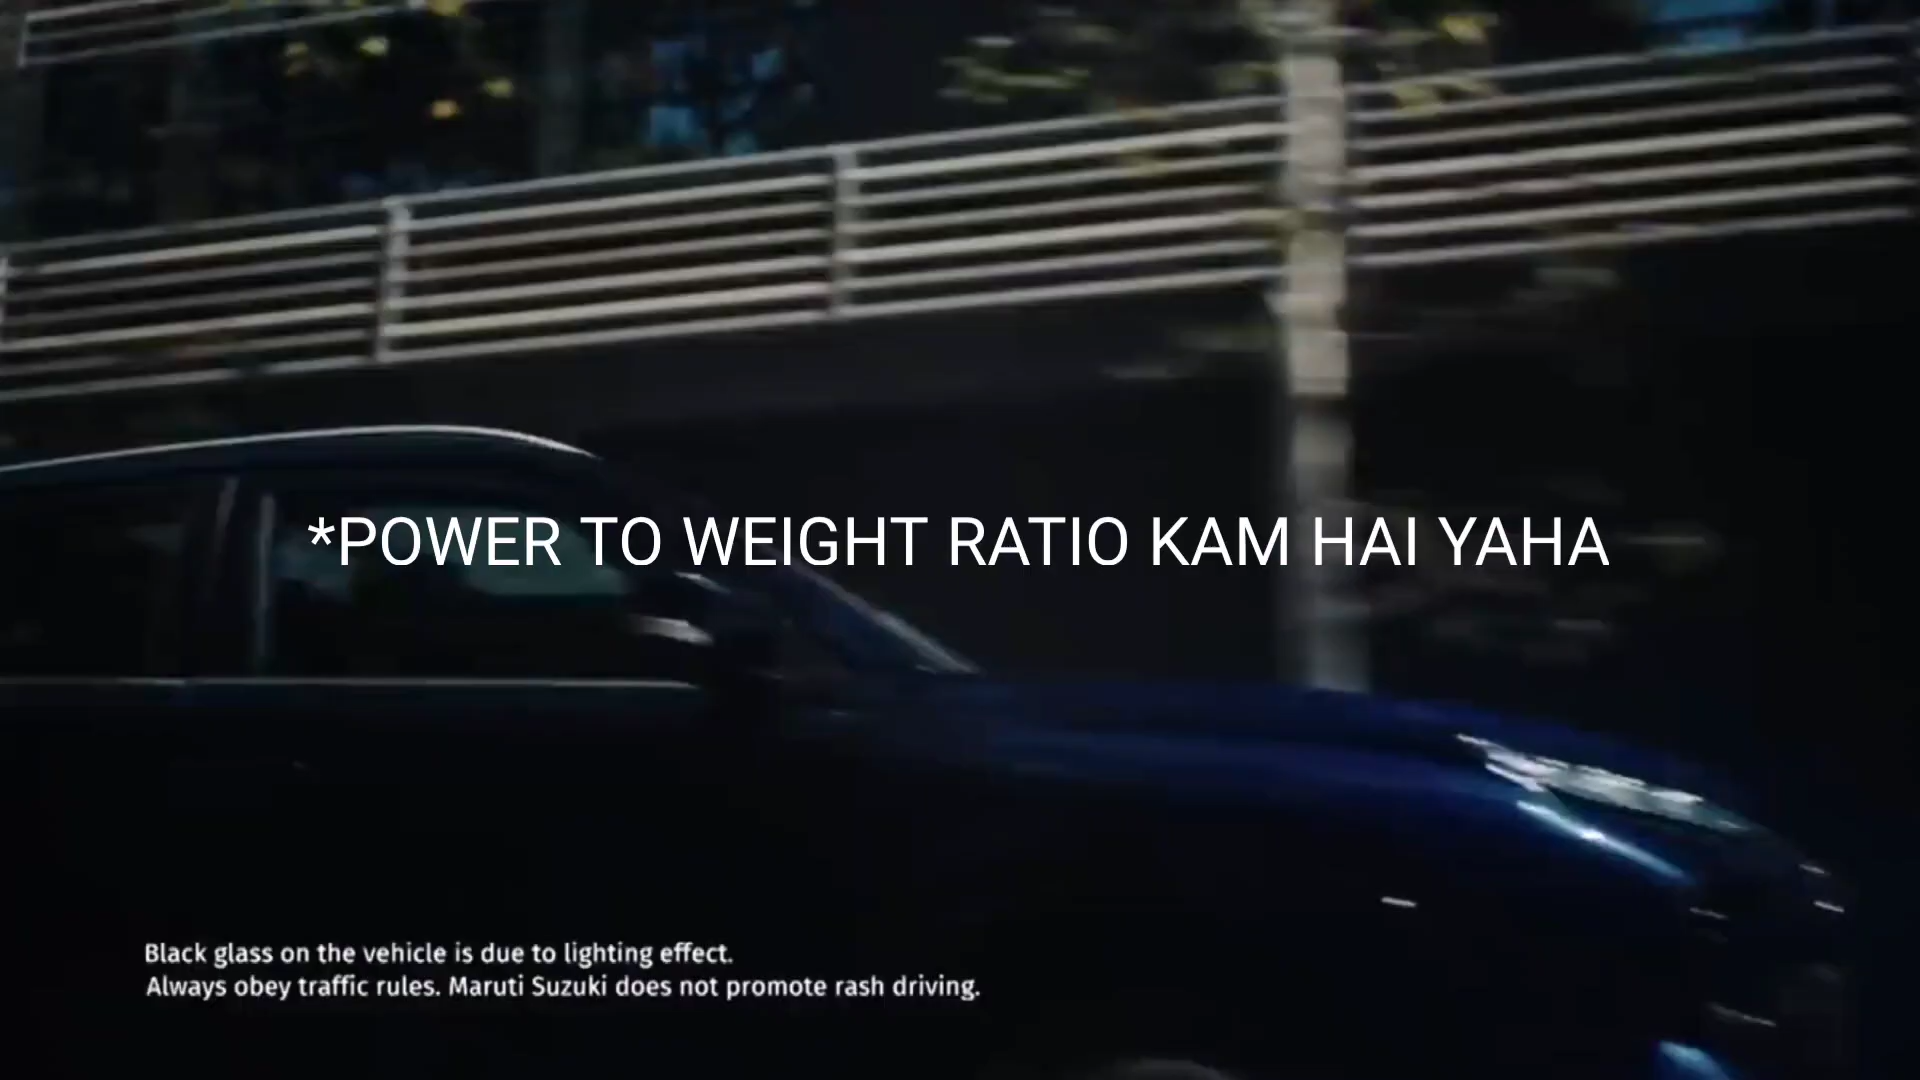 *POWER TO WEIGHT RATIO KAM HAI YAHA
Black glass on the vehicle is due to lighting effect.
Always obey traffic rules. Maruti Suzuki does not promote rash driving.